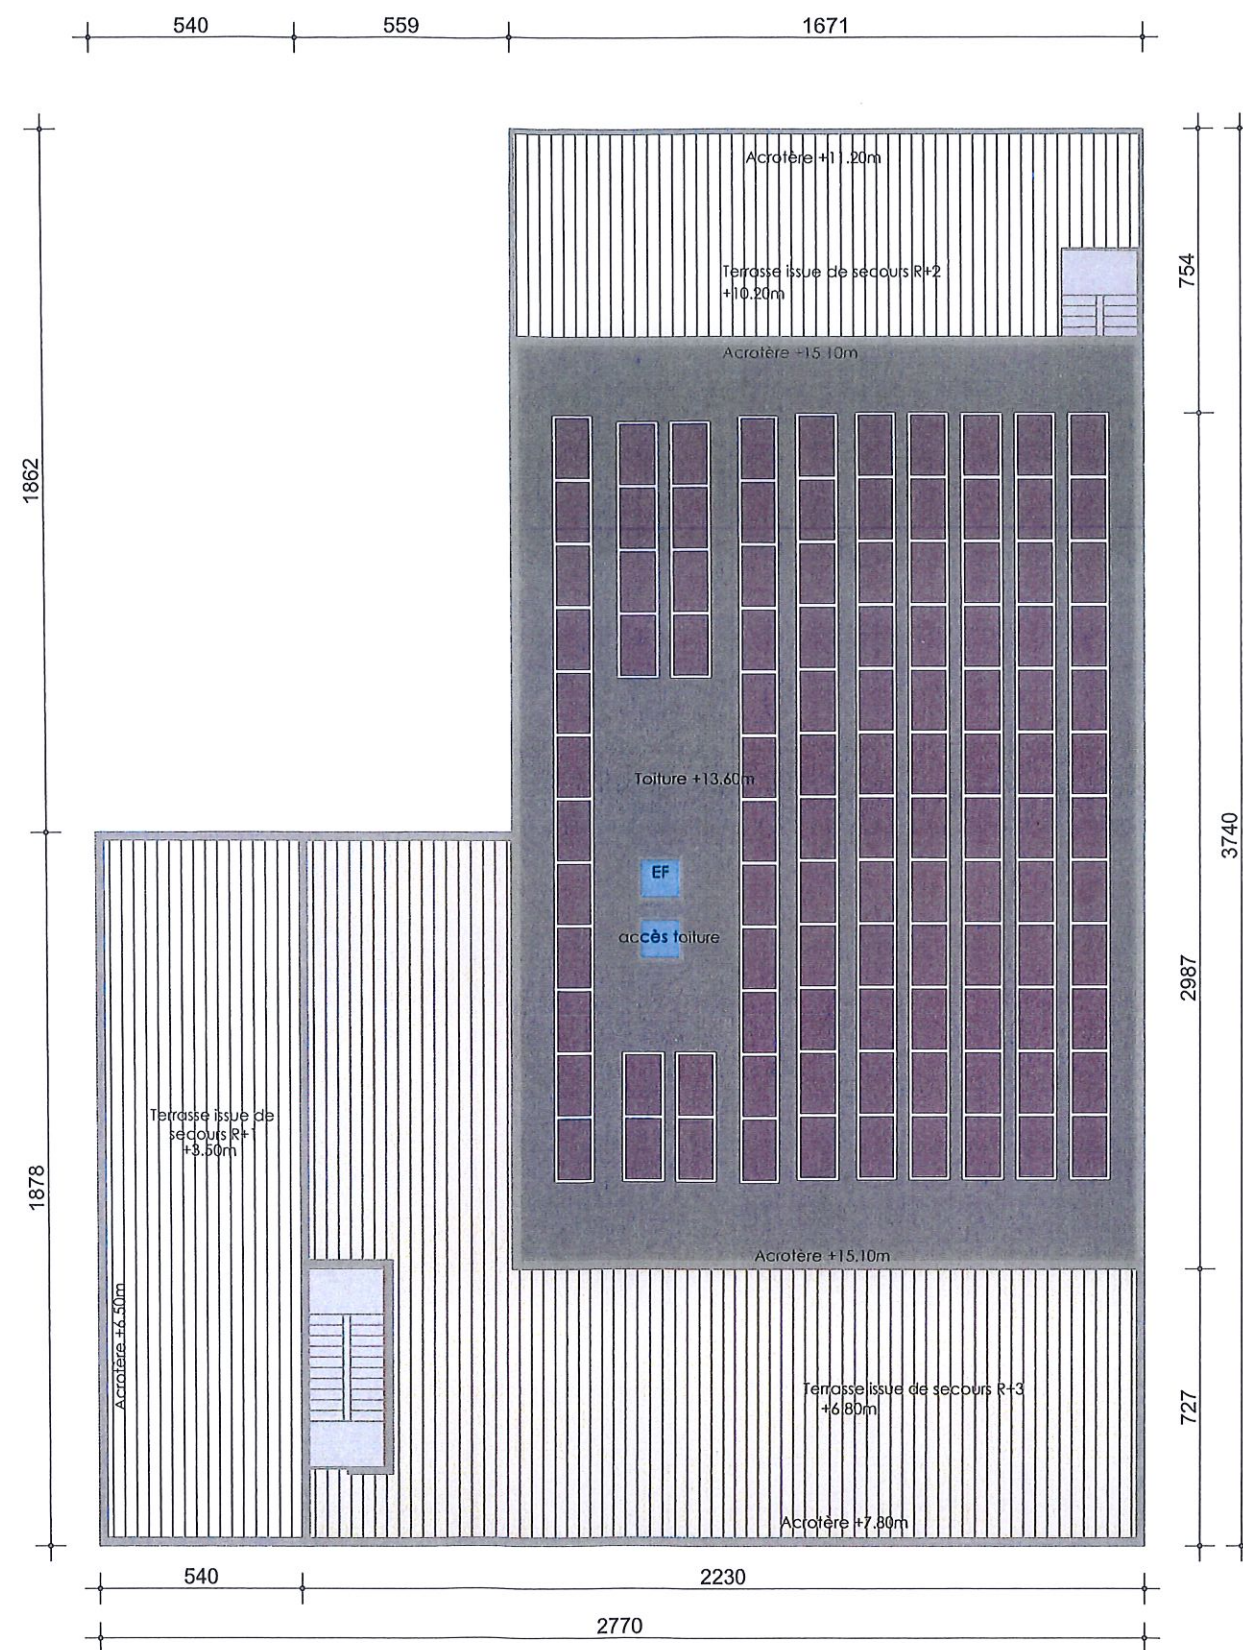 540
559
1671
Acrotère +11.20m
Terrasse issue de secours R+2
+10.20m
754
Acrotère +15.10m
1862
Toiture +13.60m
3740
EF
accès toiture
2987
Terrasse issue de
secours R+1
+3.50m
1878
Acrotère +15.10m
Acrotère +6.50m
Terrasse issue de secours R+3
+6.80m
727
Acrotère +7.80m
540
2230
2770